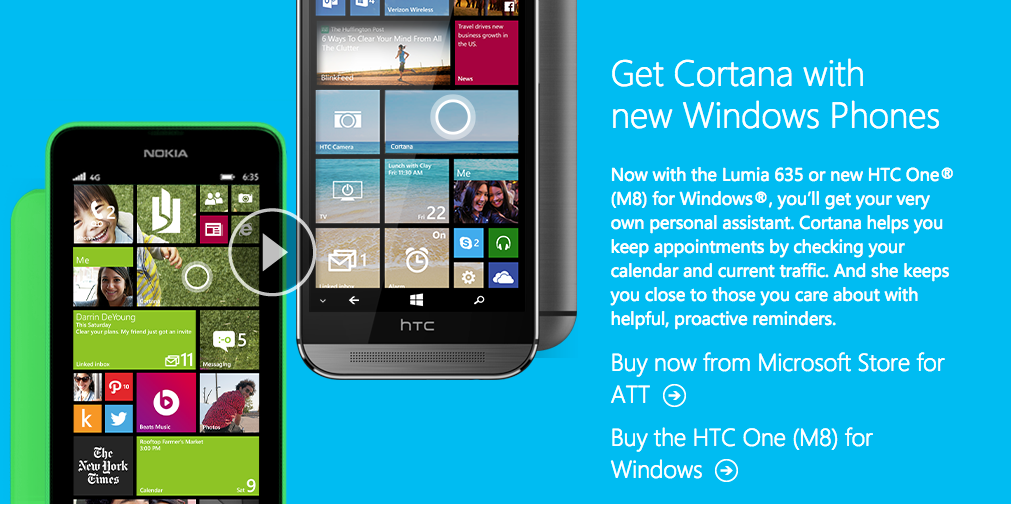 Verizon Wireless
The Huffington Post
6 Ways To Clear Your Mind From All
The Clutter
BlinkFeed
Travel drives new
business growth in
the US.
News
HTC Camera
Cortana
TV
Lunch with Clay
Fri: 11:30 AM
Fri 22
Me
1
Linked inbox
On
Alarm
2
hTC
NOKIA
4G
6:35
2
Me
Cortana
Darrin DeYoung
This Saturday
Clear your plans. My friend just got an invite
Linked inbox
11
:-o 5
Messaging
10
k
Beats Music
Photos
The
New York
Times
Rooftop Farmer's Market
3:00 PM
Calendar
Sat 9
Get Cortana with
new Windows Phones
Now with the Lumia 635 or new HTC One®
(M8) for Windows®, you'll get your very
own personal assistant. Cortana helps you
keep appointments by checking your
calendar and current traffic. And she keeps
you close to those you care about with
helpful, proactive reminders.
Buy now from Microsoft Store for
ATT
Buy the HTC One (M8) for
Windows